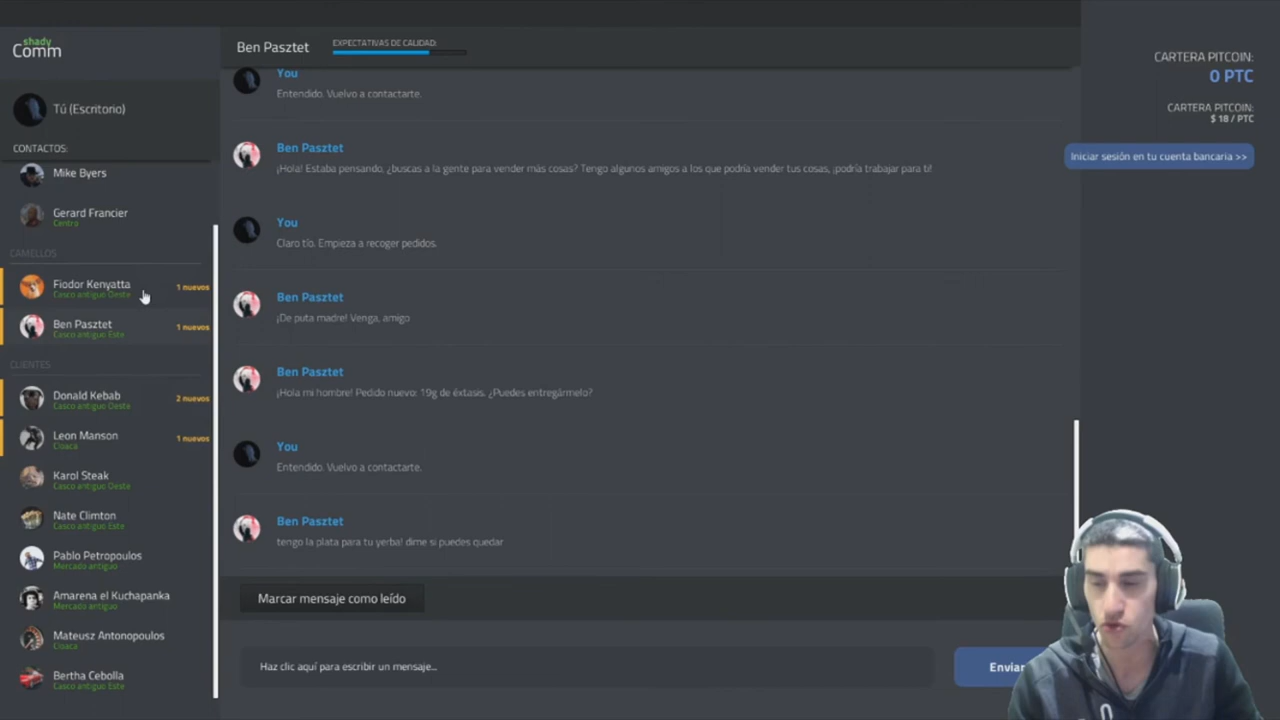 shady
Comm
Tú (Escritorio)
CONTACTOS:
Mike Byers
Gerard Francier
Centro
CAMELLOS
Fiodor Kenyatta
Casco antiguo Oeste
1 nuevos
Ben Pasztet
Casco antiguo Este
1 nuevos
CLIENTES
Donald Kebab
Casco antiguo Oeste
2 nuevos
Leon Manson
Cloaca
1 nuevos
Karol Steak
Casco antiguo Oeste
Nate Climton
Casco antiguo Este
Pablo Petropoulos
Mercado antiguo
Amarena el Kuchapanka
Mercado antiguo
Mateusz Antonopoulos
Cloaca
Bertha Cebolla
Casco antiguo Este
Ben Pasztet
EXPECTATIVAS DE CALIDAD:
You
Entendido. Vuelvo a contactarte.
Ben Pasztet
¡Hola! Estaba pensando, ¿buscas a la gente para vender más cosas? Tengo algunos amigos a los que podría vender tus cosas, ¡podría trabajar para ti!
You
Claro tío. Empieza a recoger pedidos.
Ben Pasztet
¡De puta madre! Venga, amigo
Ben Pasztet
¡Hola mi hombre! Pedido nuevo: 19g de éxtasis. ¿Puedes entregármelo?
You
Entendido. Vuelvo a contactarte.
Ben Pasztet
tengo la plata para tu yerba! dime si puedes quedar
Marcar mensaje como leído
Haz clic aquí para escribir un mensaje...
Enviar
CARTERA PITCOIN:
0 PTC
CARTERA PITCOIN:
$ 18 / PTC
Iniciar sesión en tu cuenta bancaria >>